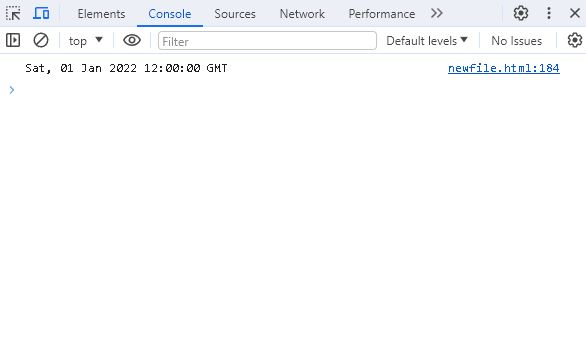 Elements Console Sources Network Performance
top Filter Default levels No Issues
Sat, 01 Jan 2022 12:00:00 GMT newfile.html:184